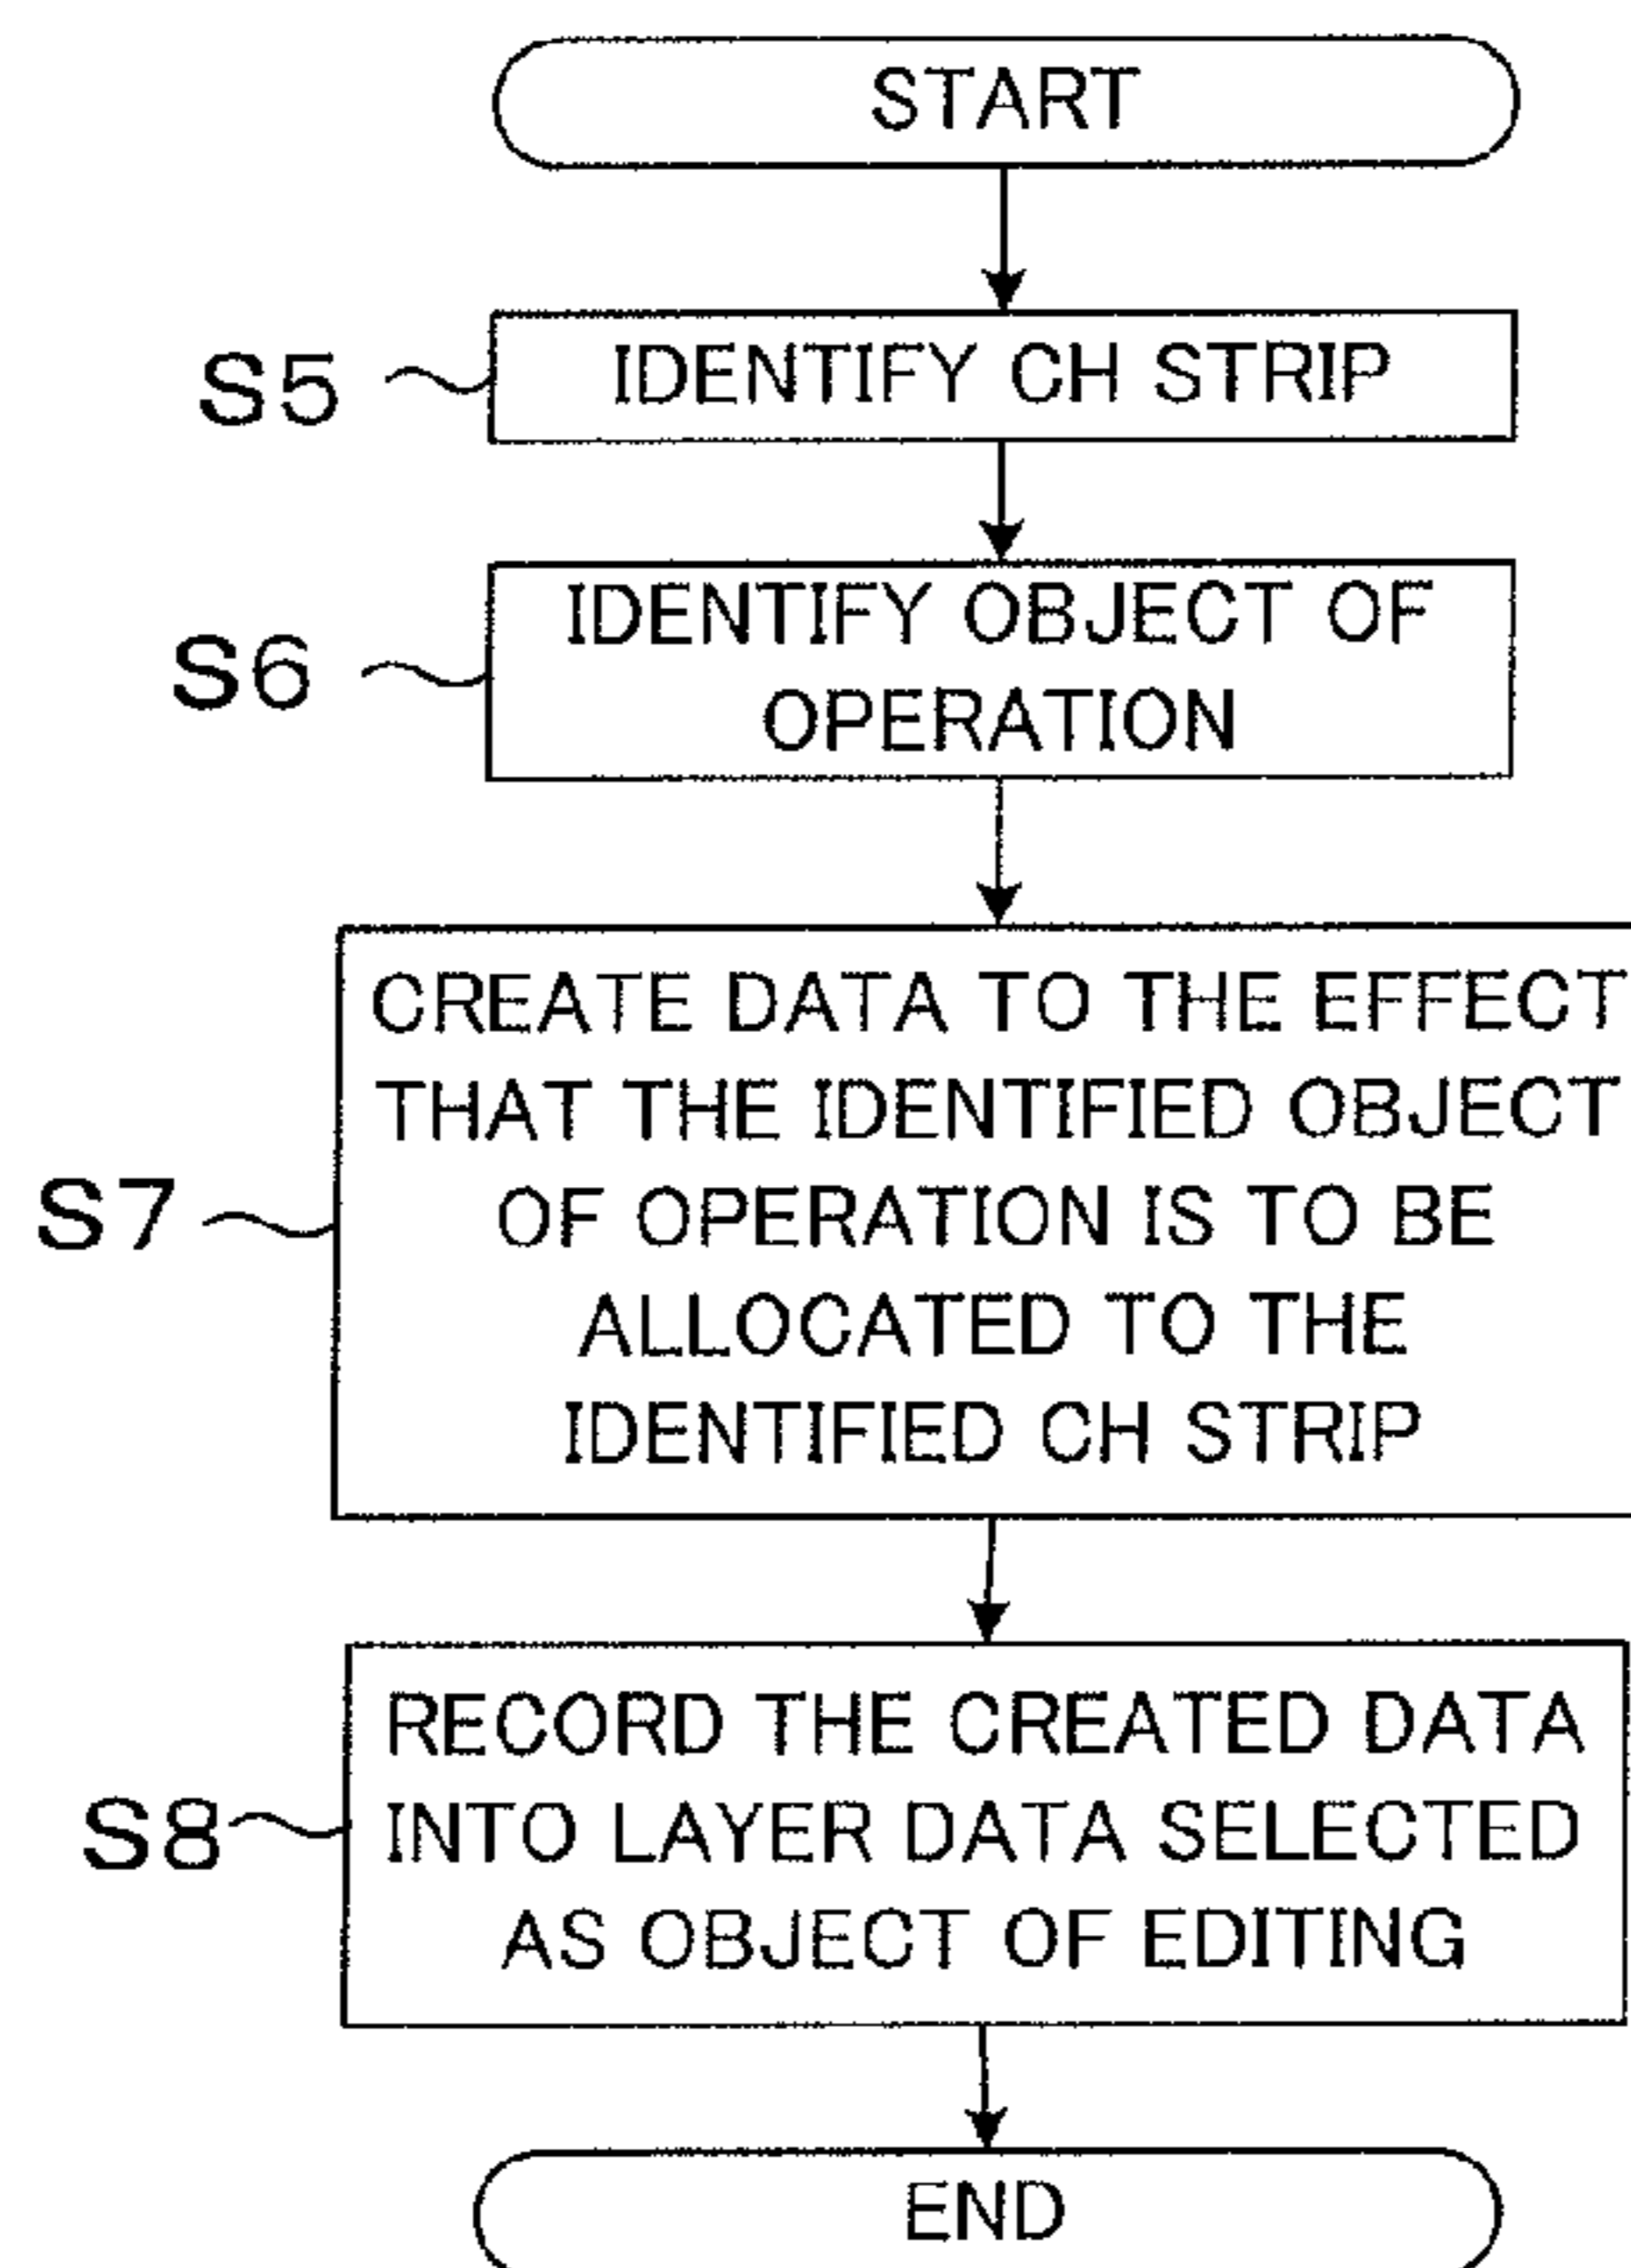 START
S5
IDENTIFY CH STRIP
S6
IDENTIFY OBJECT OF
OPERATION
S7
CREATE DATA TO THE EFFECT
THAT THE IDENTIFIED OBJECT
OF OPERATION IS TO BE
ALLOCATED TO THE
IDENTIFIED CH STRIP
S8
RECORD THE CREATED DATA
INTO LAYER DATA SELECTED
AS OBJECT OF EDITING
END